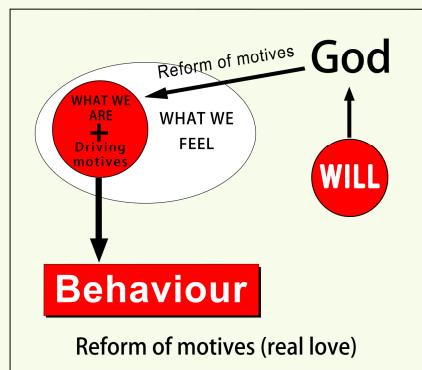 Reform of motives
God
WHAT WE
ARE
+
Driving
motives
WHAT WE
FEEL
WILL
Behaviour
Reform of motives (real love)